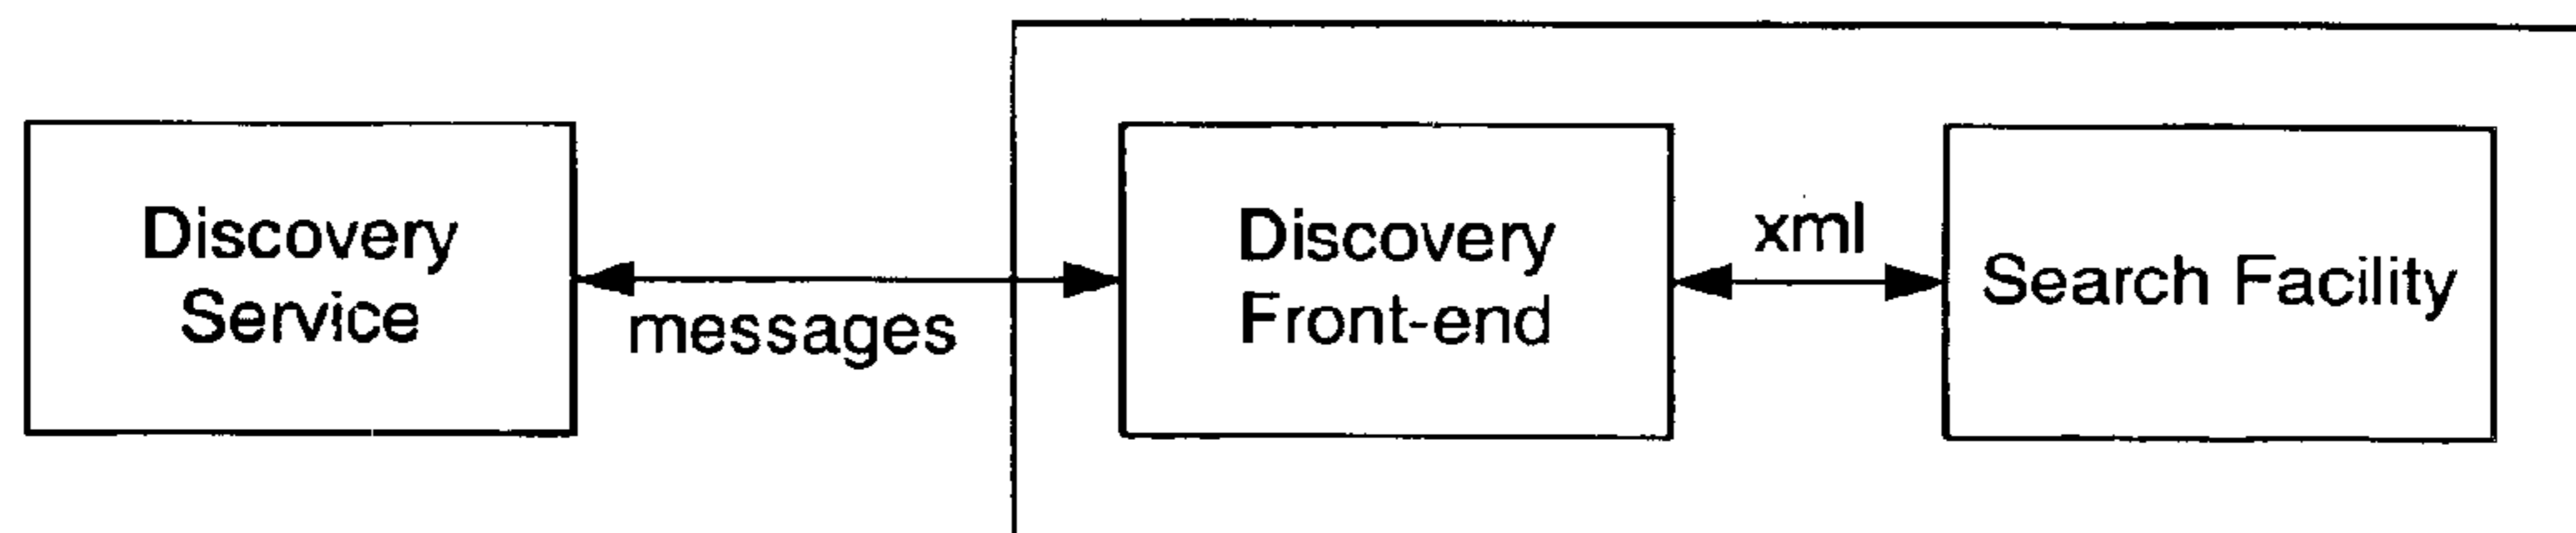 Discovery
Service
messages
Discovery
Front-end
xml
Search Facility